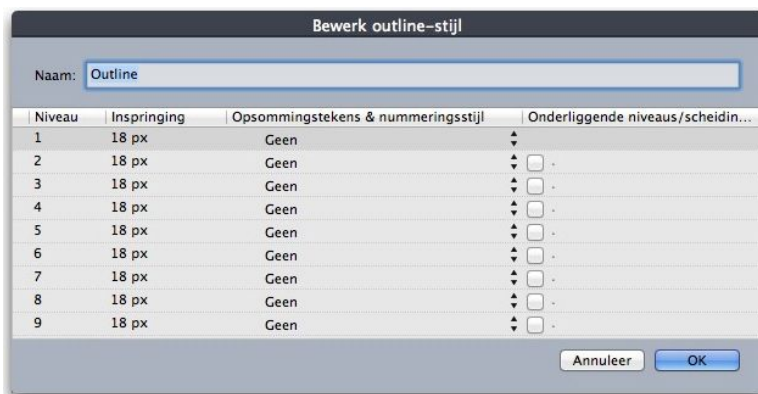 Bewerk outline-stijl
Naam: Outline
Niveau Inspringing Opsommingstekens & nummeringsstijl Onderliggende niveaus/scheidin...
1 18 px Geen
2 18 px Geen .
3 18 px Geen .
4 18 px Geen .
5 18 px Geen .
6 18 px Geen .
7 18 px Geen .
8 18 px Geen .
9 18 px Geen .
Annuleer OK